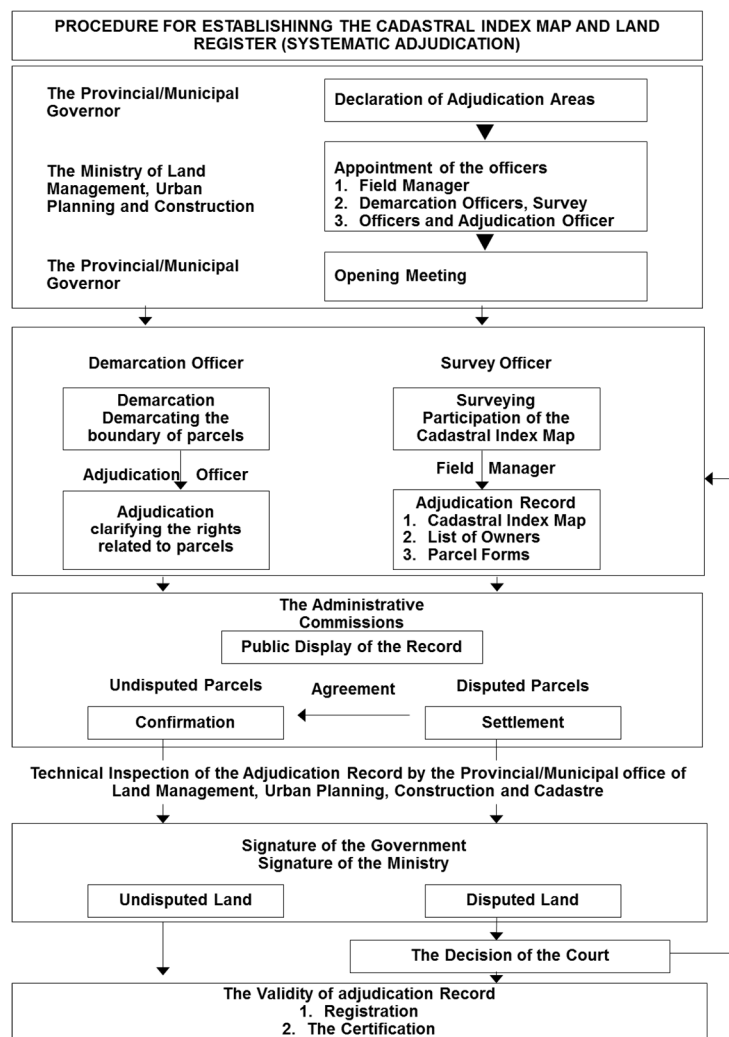 PROCEDURE FOR ESTABLISHINNG THE CADASTRAL INDEX MAP AND LAND
REGISTER (SYSTEMATIC ADJUDICATION)
The Provincial/Municipal
Governor
Declaration of Adjudication Areas
The Ministry of Land
Management, Urban
Planning and Construction
Appointment of the officers
1. Field Manager
2. Demarcation Officers, Survey
3. Officers and Adjudication Officer
The Provincial/Municipal
Governor
Opening Meeting
Demarcation Officer
Survey Officer
Demarcation
Demarcating the
boundary of parcels
Surveying
Participation of the
Cadastral Index Map
Adjudication Officer
Field Manager
Adjudication
clarifying the rights
related to parcels
Adjudication Record
1. Cadastral Index Map
2. List of Owners
3. Parcel Forms
The Administrative
Commissions
Public Display of the Record
Undisputed Parcels
Agreement
Disputed Parcels
Confirmation
Settlement
Technical Inspection of the Adjudication Record by the Provincial/Municipal office of
Land Management, Urban Planning, Construction and Cadastre
Signature of the Government
Signature of the Ministry
Undisputed Land
Disputed Land
The Decision of the Court
The Validity of adjudication Record
1. Registration
2. The Certification